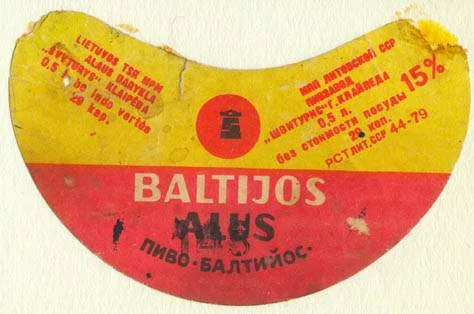 LIETUVOS TSR MPM
ALAUS DARYKLA
„ŠVYTURYS" KLAIPĖDA
0.5 l be indo vertės
28 kap.
МПП ЛИТОВСКОЙ ССР
ПИВЗАВОД
„ШВИТУРИС" Г. КЛАЙПЕДА
0.5 л. 15%
без стоимости посуды
28 коп.
РСТ ЛИТ.ССР 44-79
BALTIJOS
ALUS
ПИВО·БАЛТИЙОС·